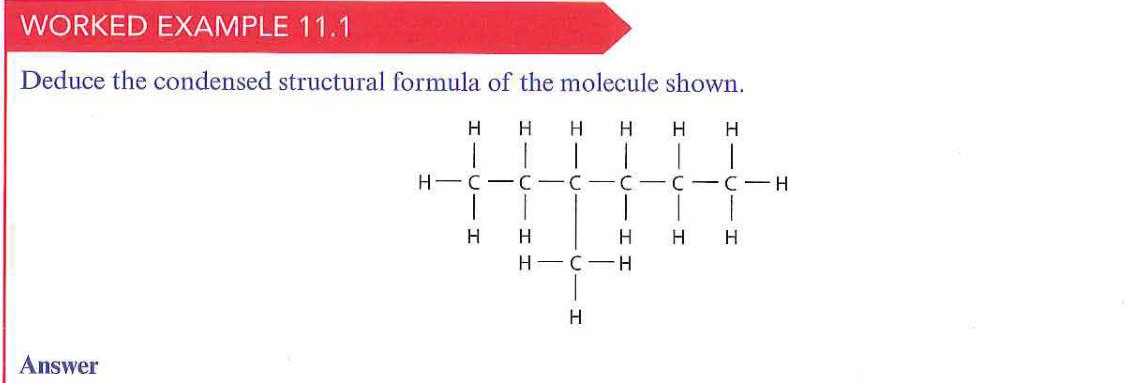 WORKED EXAMPLE 11.1
Deduce the condensed structural formula of the molecule shown.
H H H H H H
H—C—C—C—C—C—C—H
H H H H H
H—C—H
H
Answer